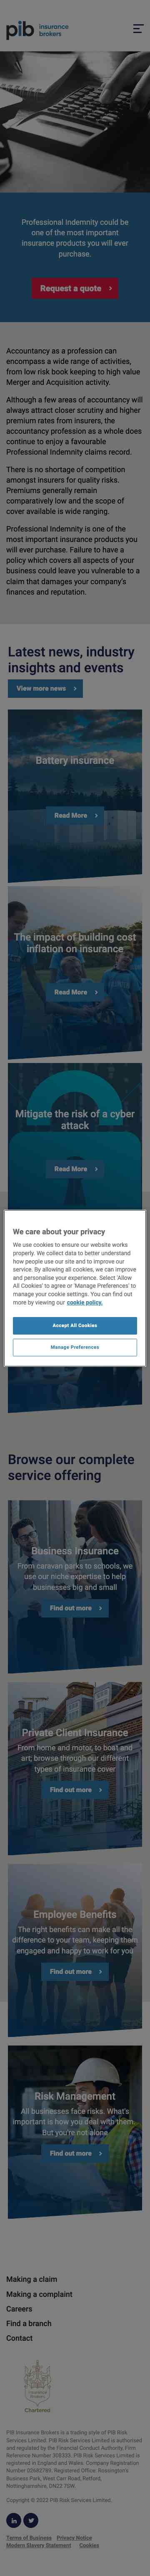 pib insurance
brokers
Professional Indemnity could be
one of the most important
insurance products you will ever
purchase.
Request a quote
Accountancy as a profession can
encompass a wide range of activities,
from low risk book keeping to high value
Merger and Acquisition activity.
Although a few areas of accountancy will
always attract closer scrutiny and higher
premium rates from insurers, the
accountancy profession as a whole does
continue to enjoy a favourable
Professional Indemnity claims record.
There is no shortage of competition
amongst insurers for quality risks.
Premiums generally remain
competitively low and the scope of
cover available is wide ranging.
Professional Indemnity is one of the
most important insurance products you
will ever purchase. Failure to have a
policy which covers all aspects of your
business could leave you vulnerable to a
claim that could damage your company's
finances and reputation.
Latest news, industry
insights and events
View more news
Battery Insurance
Read More
The impact of building cost
inflation on insurance
Read More
Mitigate the risk of a cyber
attack
Read More
We care about your privacy
We use cookies to ensure our website works
properly. We collect data to better understand
how people use our site and to improve our
service. By allowing all cookies, we can improve
and personalise your experience. Select 'Allow
All Cookies' to agree or 'Manage Preferences' to
manage your cookie settings. You can find out
more by viewing our cookie policy.
Accept All Cookies
Manage Preferences
Browse our complete
service offering
Business Insurance
From caravan parks to schools, we
use our niche expertise to help
businesses big and small
Find out more
Private Client Insurance
From home and motor, to boat and
art; browse through our different
types of insurance cover
Find out more
Employee Benefits
The right benefits can make all the
difference to your team, keeping them
engaged and happy to work for you
Find out more
Risk Management
All businesses face risks. What's
important is how you deal with them.
But you're not alone.
Find out more
Making a claim
Making a complaint
Careers
Find a branch
Contact
Chartered
PIB Insurance Brokers is a trading style of PIB Risk
Services Limited. PIB Risk Services Limited is authorised
and regulated by the Financial Conduct Authority. Firm
Reference Number 308333. PIB Risk Services Limited is
registered in England and Wales. Company Registration
Number 02682789. Registered Office: Rossington's
Business Park, West Carr Road, Retford,
Nottinghamshire, DN22 7SW.
Copyright © 2022 PIB Risk Services Limited.
Terms of Business Privacy Notice
Modern Slavery Statement Cookies